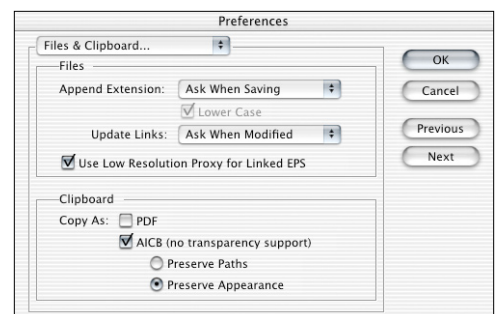 Preferences
Files & Clipboard...
Files
Append Extension: Ask When Saving
Lower Case
Update Links: Ask When Modified
Use Low Resolution Proxy for Linked EPS
Clipboard
Copy As: PDF
AICB (no transparency support)
Preserve Paths
Preserve Appearance
OK
Cancel
Previous
Next